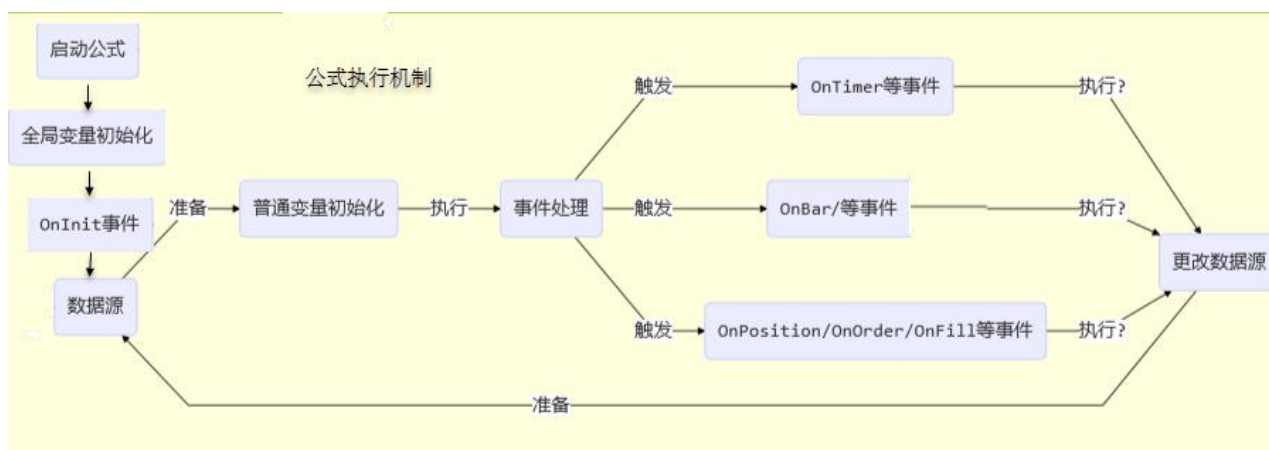 启动公式
公式执行机制
全局变量初始化
OnInit事件
数据源
准备
普通变量初始化
执行
事件处理
触发
OnTimer等事件
执行?
触发
OnBar/等事件
执行?
触发
OnPosition/OnOrder/OnFill等事件
执行?
更改数据源
准备